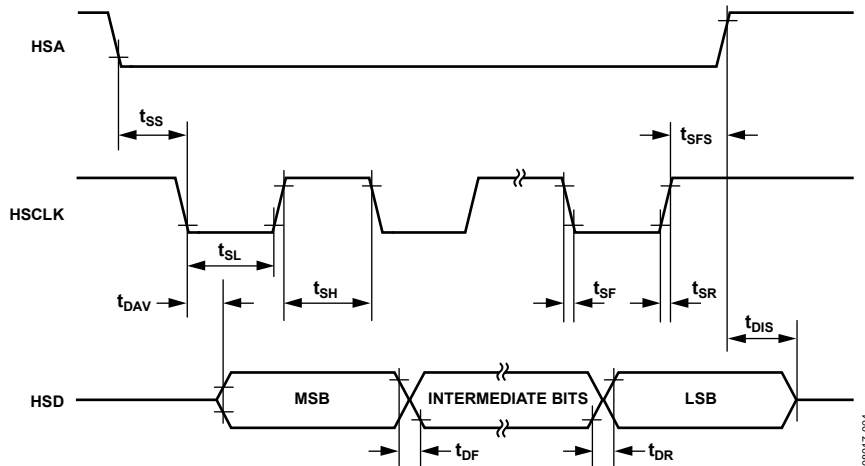 HSA
tSS
tSFS
HSCLK
tSL
tSH
tSF
tSR
tDAV
tDIS
HSD
MSB
INTERMEDIATE BITS
LSB
tDF
tDR